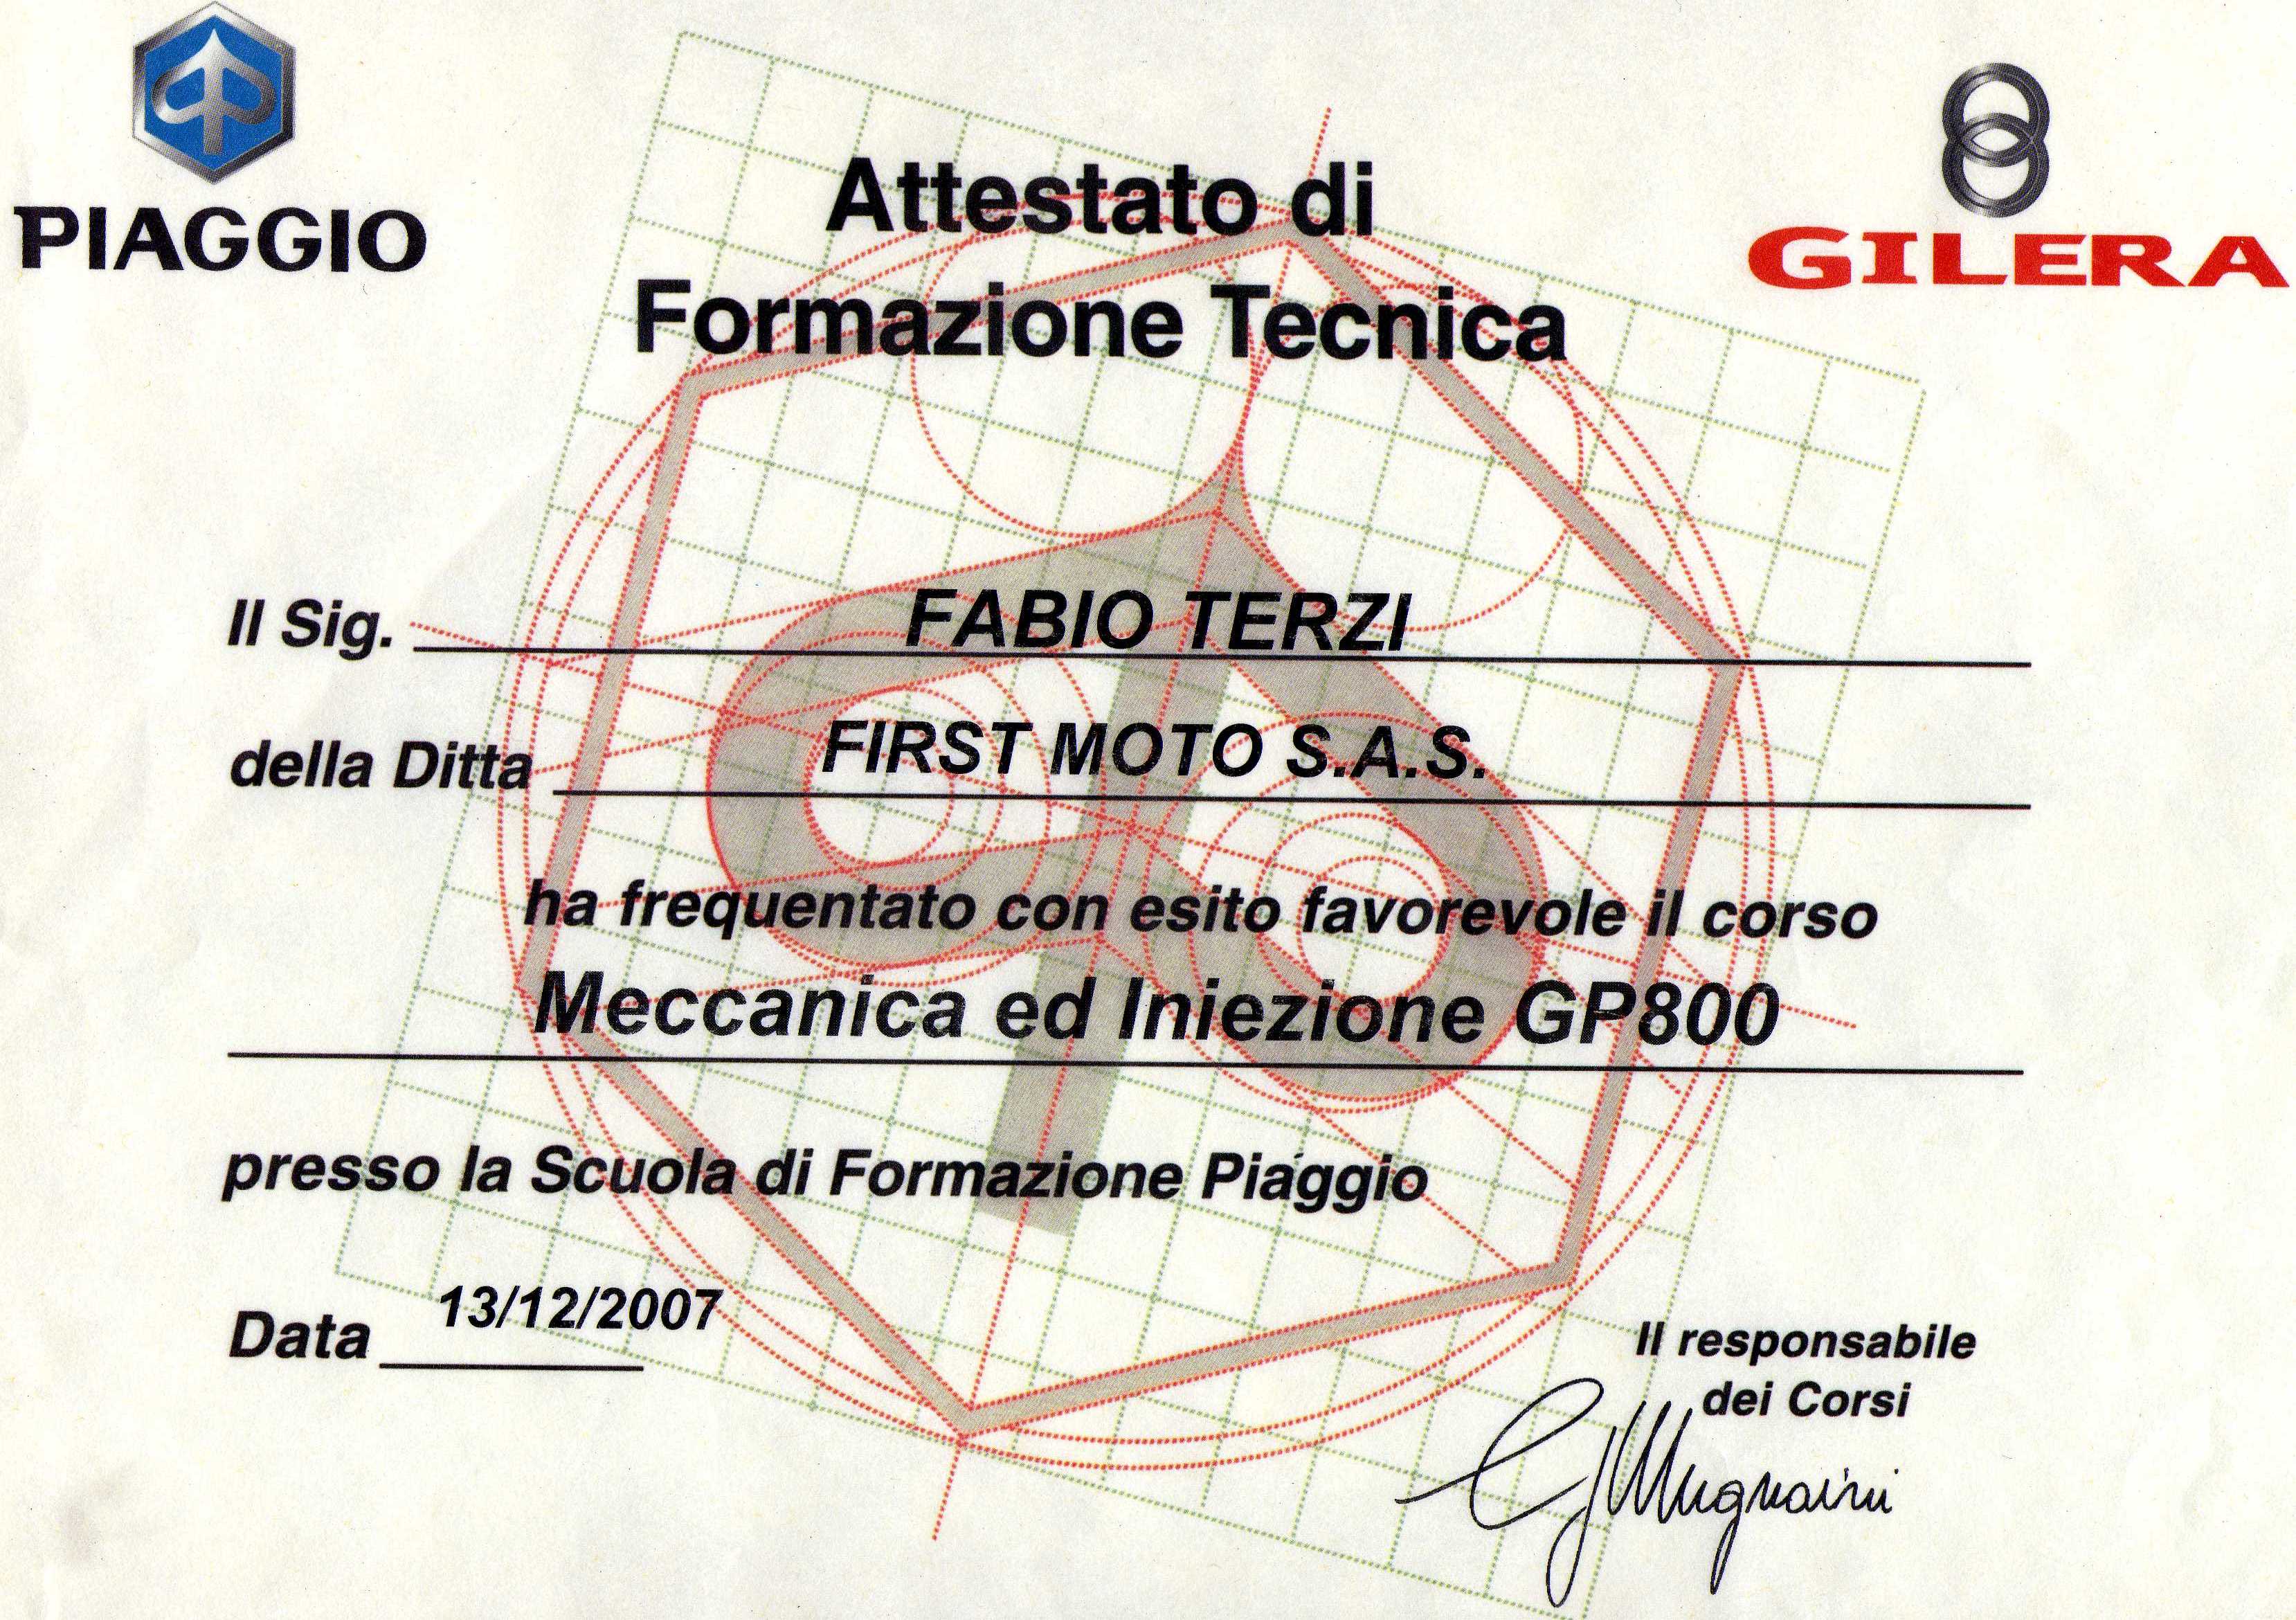 PIAGGIO
GILERA
Attestato di
Formazione Tecnica
Il Sig. FABIO TERZI
della Ditta FIRST MOTO S.A.S.
ha frequentato con esito favorevole il corso
Meccanica ed Iniezione GP800
presso la Scuola di Formazione Piaggio
Data 13/12/2007
Il responsabile
dei Corsi
Mugnaini